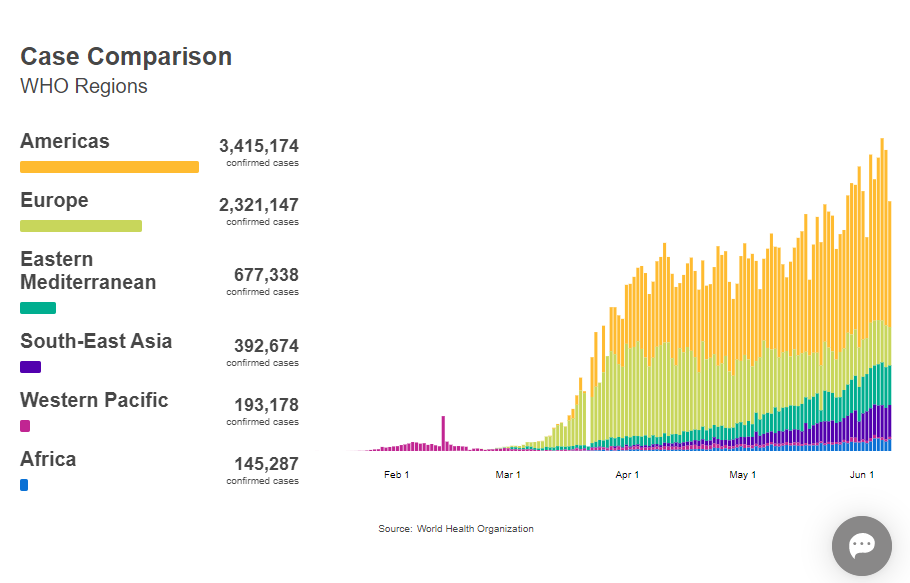 Case Comparison
WHO Regions
Americas
3,415,174
confirmed cases
Europe
2,321,147
confirmed cases
Eastern
Mediterranean
677,338
confirmed cases
South-East Asia
392,674
confirmed cases
Western Pacific
193,178
confirmed cases
Africa
145,287
confirmed cases
Feb 1 Mar 1 Apr 1 May 1 Jun 1
Source: World Health Organization